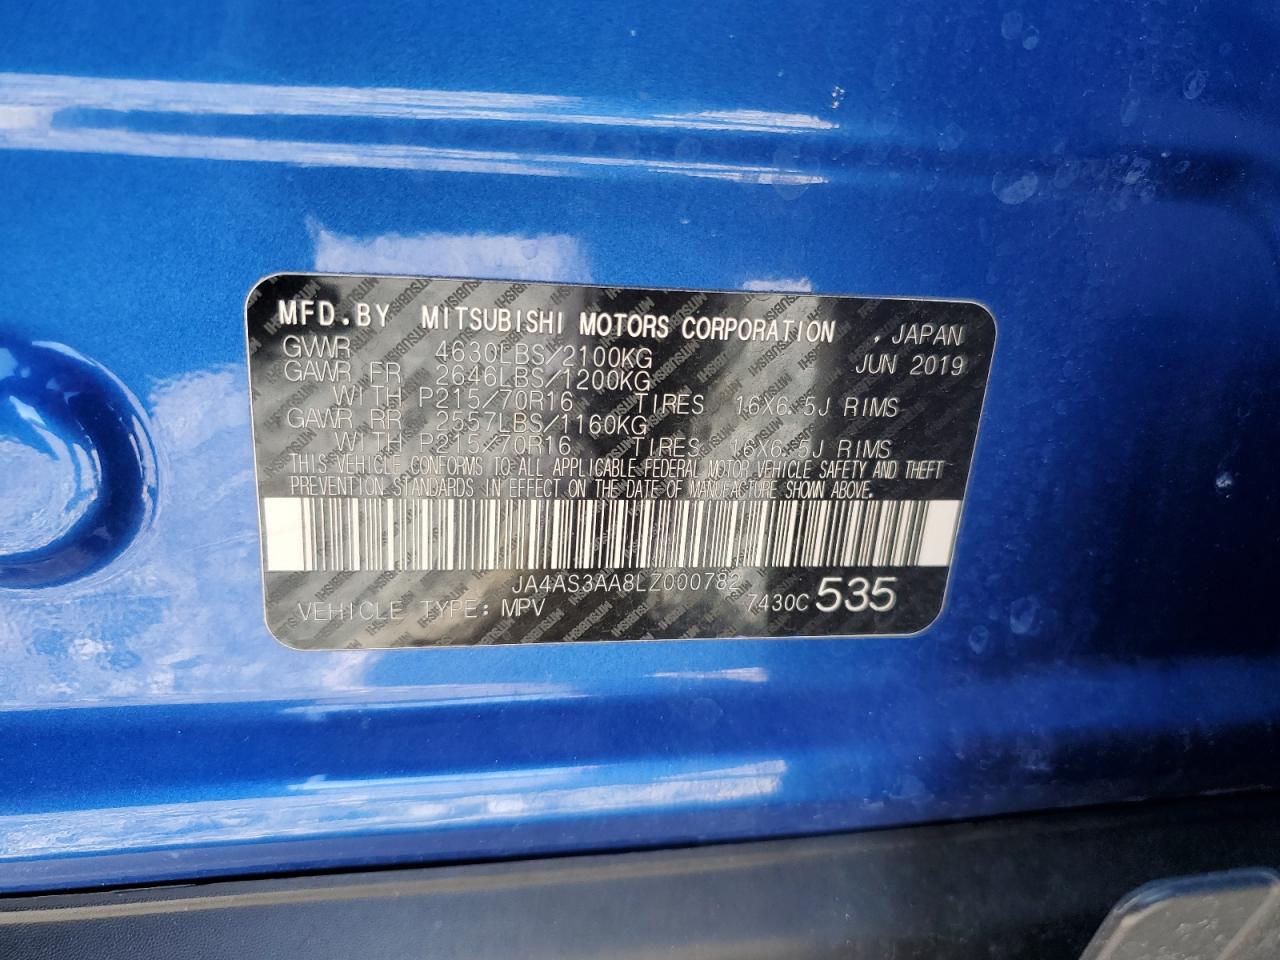 MFD.BY MITSUBISHI MOTORS CORPORATION , JAPAN
GVWR 4630LBS/2100KG JUN 2019
GAWR FR 2646LBS/1200KG
WITH P215/70R16 TIRES 16X6.5J RIMS
GAWR RR 2557LBS/1160KG
WITH P215/70R16 TIRES 16X6.5J RIMS
THIS VEHICLE CONFORMS TO ALL APPLICABLE FEDERAL MOTOR VEHICLE SAFETY AND THEFT
PREVENTION STANDARDS IN EFFECT ON THE DATE OF MANUFACTURE SHOWN ABOVE.
JA4AS3AA8LZ000782
VEHICLE TYPE: MPV 7430C 535